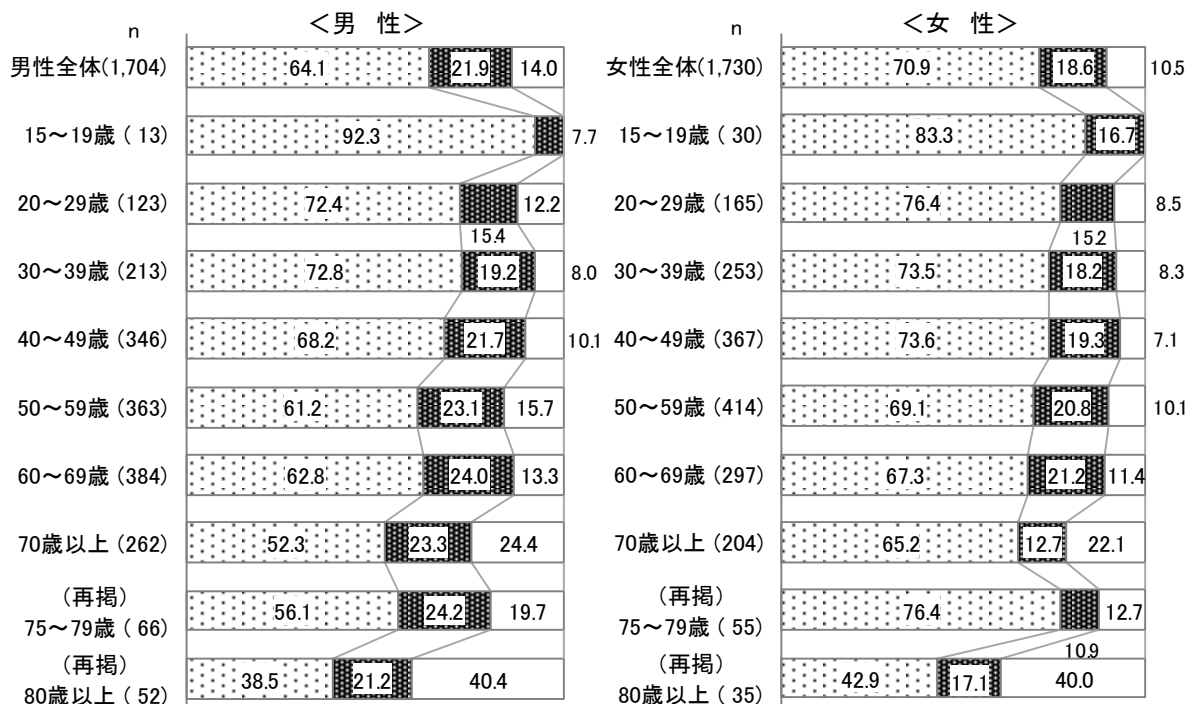 ＜男 性＞
n
男性全体(1,704) 64.1 21.9 14.0
15～19歳 ( 13) 92.3 7.7
20～29歳 (123) 72.4 12.2
15.4
30～39歳 (213) 72.8 19.2 8.0
40～49歳 (346) 68.2 21.7 10.1
50～59歳 (363) 61.2 23.1 15.7
60～69歳 (384) 62.8 24.0 13.3
70歳以上 (262) 52.3 23.3 24.4
（再掲）
75～79歳 ( 66) 56.1 24.2 19.7
（再掲）
80歳以上 ( 52) 38.5 21.2 40.4
＜女 性＞
n
女性全体(1,730) 70.9 18.6 10.5
15～19歳 ( 30) 83.3 16.7
20～29歳 (165) 76.4 8.5
15.2
30～39歳 (253) 73.5 18.2 8.3
40～49歳 (367) 73.6 19.3 7.1
50～59歳 (414) 69.1 20.8 10.1
60～69歳 (297) 67.3 21.2 11.4
70歳以上 (204) 65.2 12.7 22.1
（再掲）
75～79歳 ( 55) 76.4 12.7
10.9
（再掲）
80歳以上 ( 35) 42.9 17.1 40.0